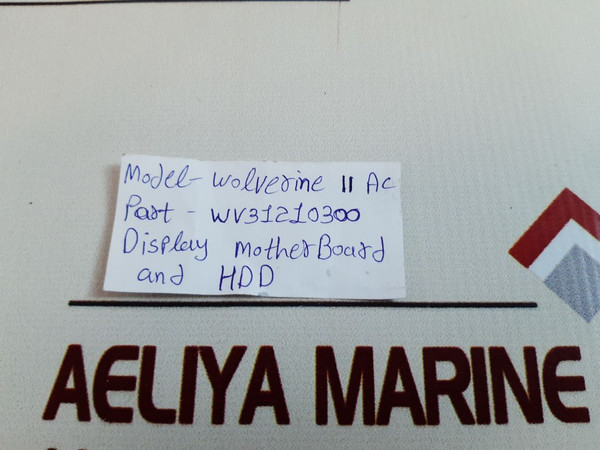 Model- Wolverine II AC
Part - WV31210300
Display MotherBoard
and HDD
AELIYA MARINE